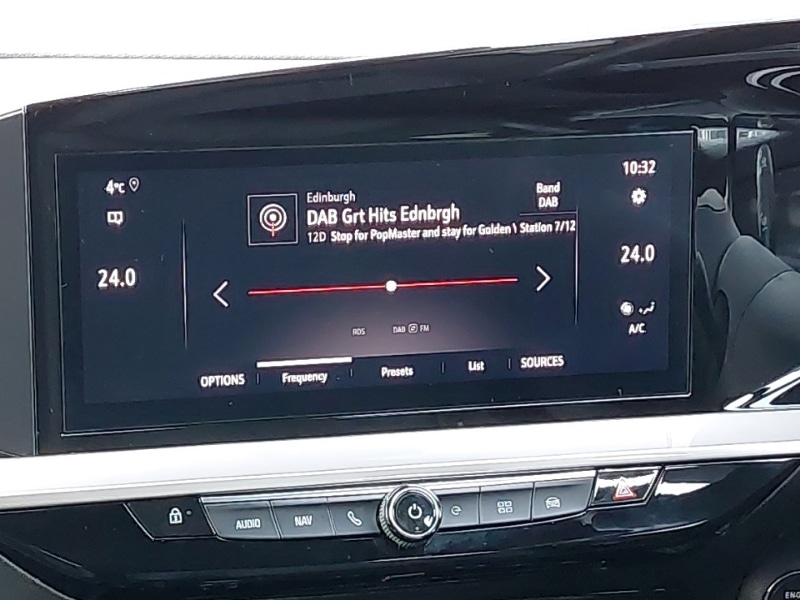 4°C
10:32
Edinburgh
DAB Grt Hits Ednbrgh
12D Stop for PopMaster and stay for Golden \ Station 7/12
Band
DAB
24.0
24.0
RDS DAB FM
A/C
OPTIONS Frequency Presets List SOURCES
AUDIO NAV
ENG